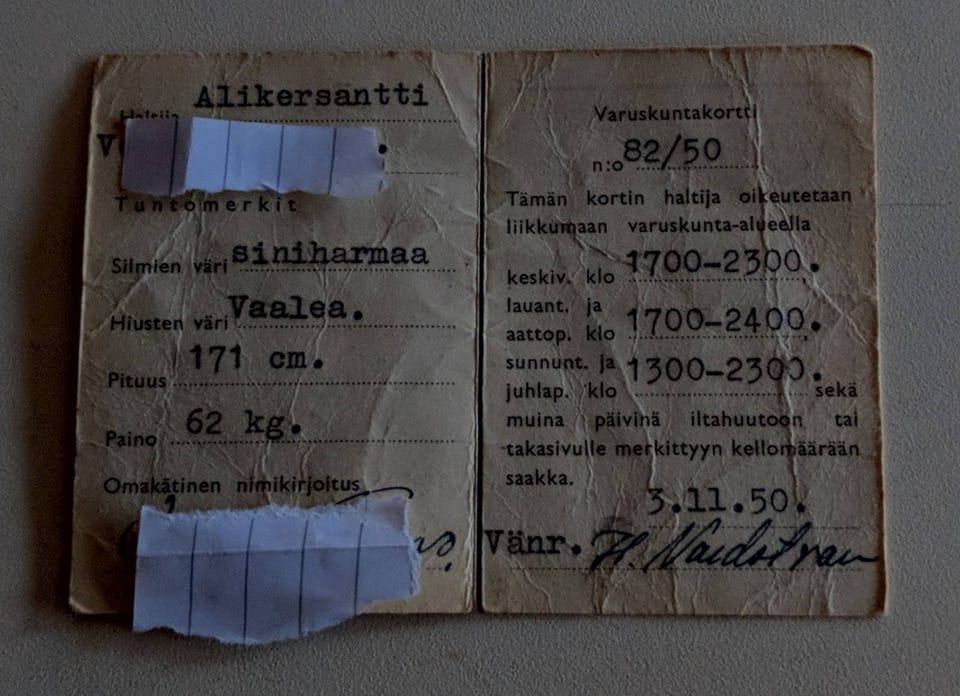 Alikersantti
Haltija
V
Tuntomerkit
Silmien väri siniharmaa
Hiusten väri Vaalea.
Pituus 171 cm.
Paino 62 kg.
Omakätinen nimikirjoitus
Varuskuntakortti
n:o 82/50
Tämän kortin haltija oikeutetaan
liikkumaan varuskunta-alueella
keskiv. klo 1700-2300.
lauant. ja
aattop. klo 1700-2400.
sunnunt. ja
juhlap. klo 1300-2300. sekä
muina päivinä iltahuutoon tai
takasivulle merkittyyn kellomäärään
saakka.
3.11.50.
Vänr. H.